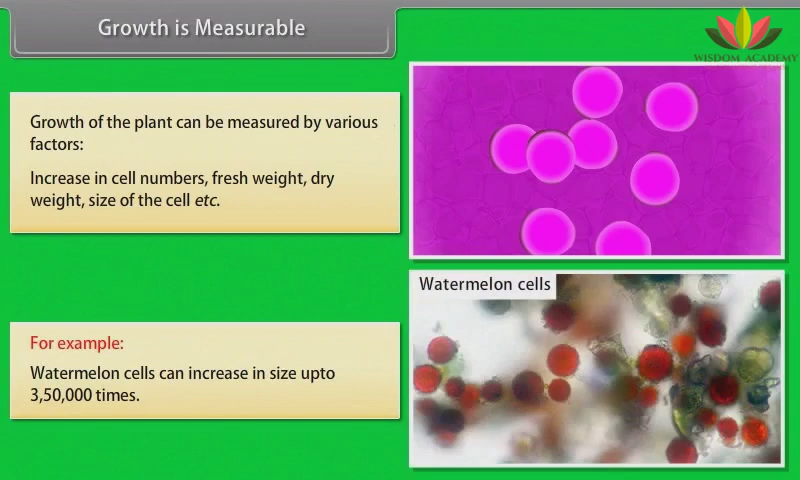 Growth is Measurable
WISDOM ACADEMY
Growth of the plant can be measured by various
factors:
Increase in cell numbers, fresh weight, dry
weight, size of the cell etc.
Watermelon cells
For example:
Watermelon cells can increase in size upto
3,50,000 times.